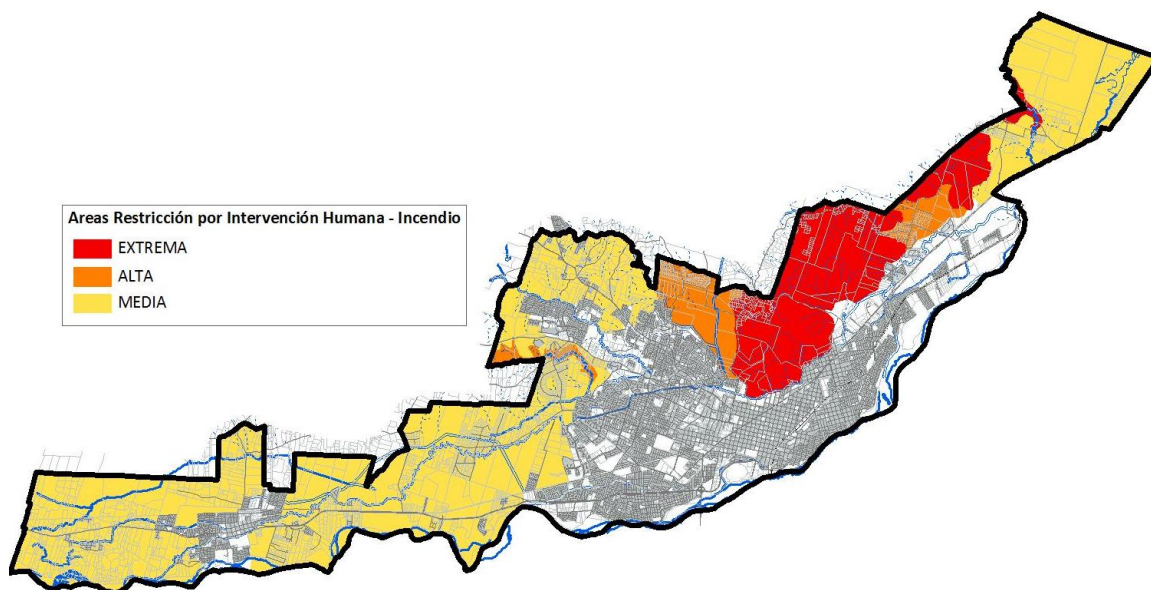 Areas Restricción por Intervención Humana - Incendio
EXTREMA
ALTA
MEDIA